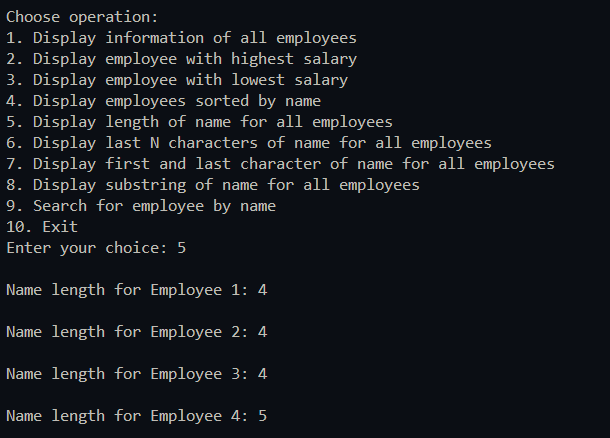 Choose operation:
1. Display information of all employees
2. Display employee with highest salary
3. Display employee with lowest salary
4. Display employees sorted by name
5. Display length of name for all employees
6. Display last N characters of name for all employees
7. Display first and last character of name for all employees
8. Display substring of name for all employees
9. Search for employee by name
10. Exit
Enter your choice: 5
Name length for Employee 1: 4
Name length for Employee 2: 4
Name length for Employee 3: 4
Name length for Employee 4: 5